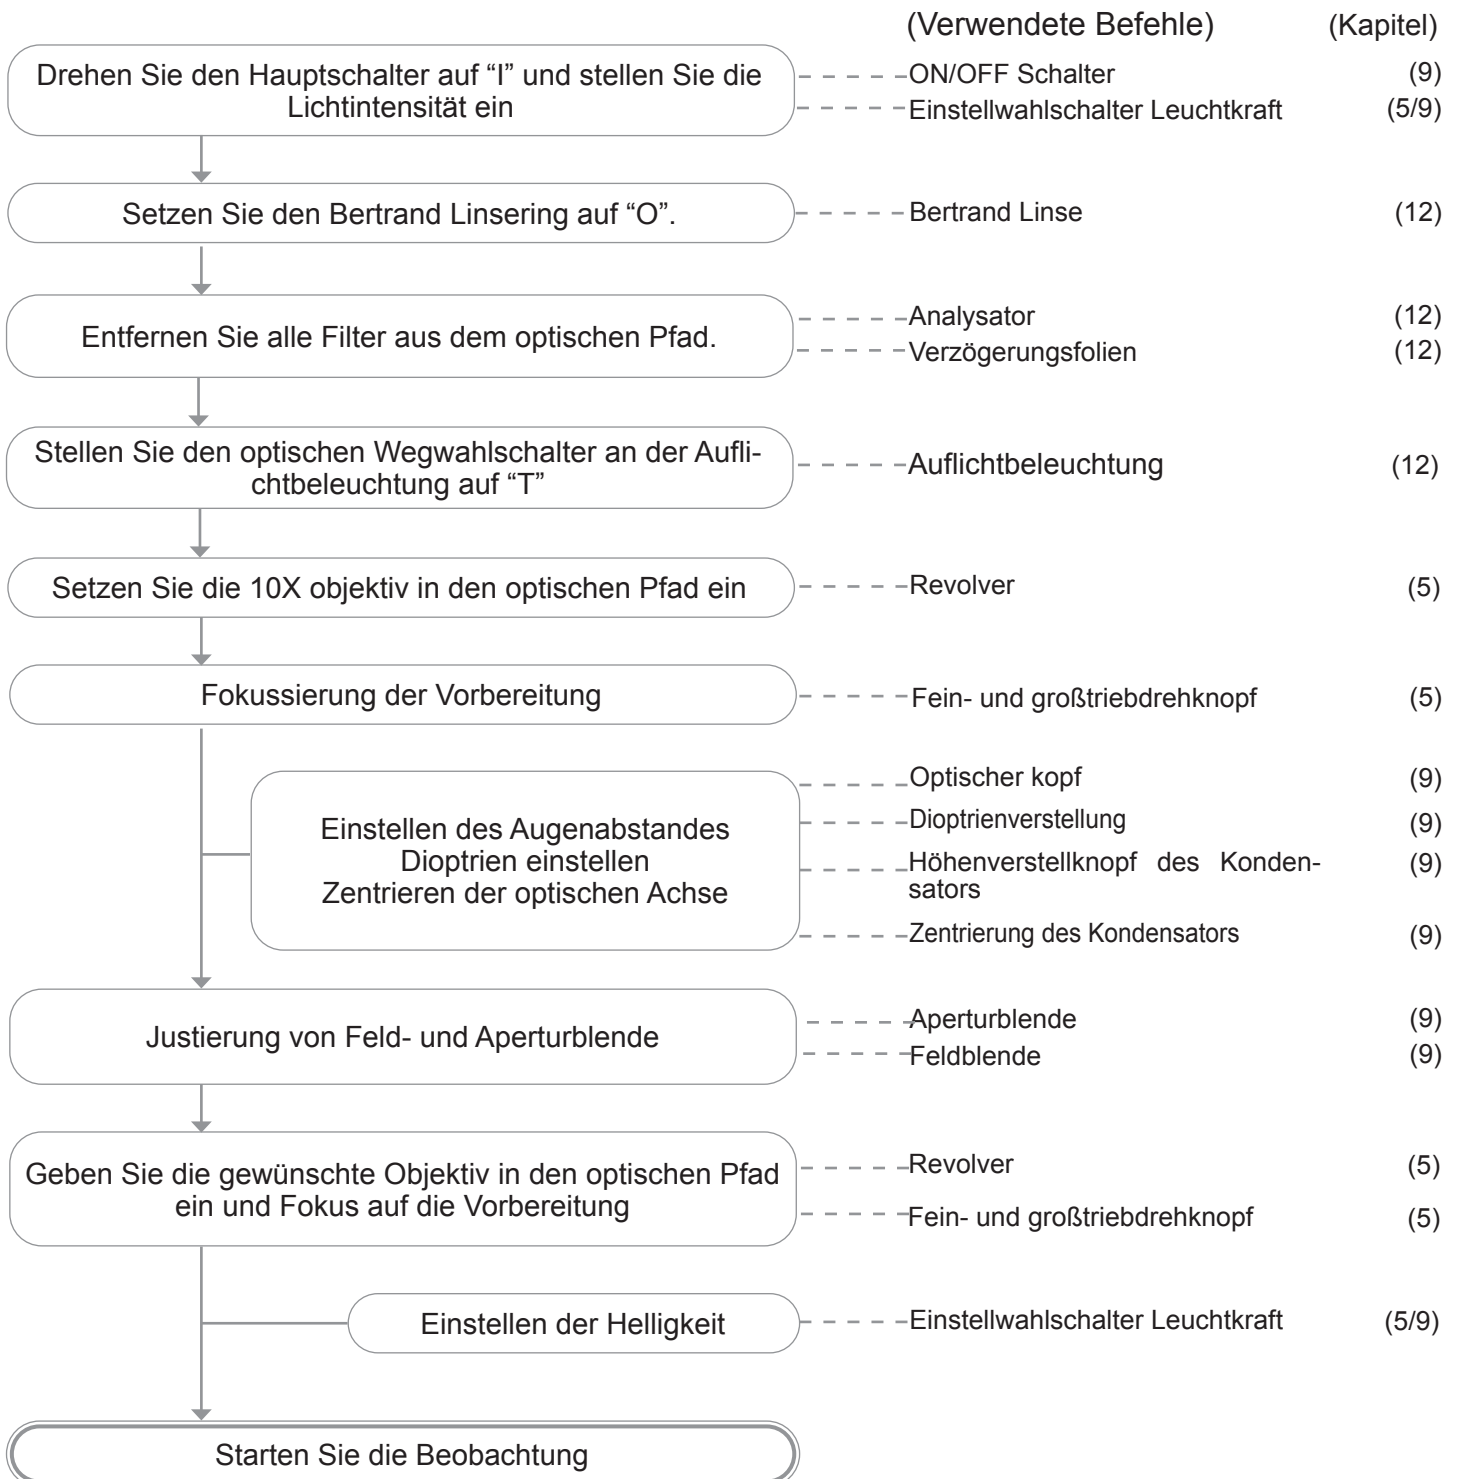 (Verwendete Befehle) (Kapitel)
Drehen Sie den Hauptschalter auf “I” und stellen Sie die
Lichtintensität ein
ON/OFF Schalter (9)
Einstellwahlschalter Leuchtkraft (5/9)
Setzen Sie den Bertrand Linsering auf “O”.
Bertrand Linse (12)
Entfernen Sie alle Filter aus dem optischen Pfad.
Analysator (12)
Verzögerungsfolien (12)
Stellen Sie den optischen Wegwahlschalter an der Aufli-
chtbeleuchtung auf “T”
Auflichtbeleuchtung (12)
Setzen Sie die 10X objektiv in den optischen Pfad ein
Revolver (5)
Fokussierung der Vorbereitung
Fein- und großtriebdrehknopf (5)
Einstellen des Augenabstandes
Dioptrien einstellen
Zentrieren der optischen Achse
Optischer kopf (9)
Dioptrienverstellung (9)
Höhenverstellknopf des Konden- (9)
sators
Zentrierung des Kondensators (9)
Justierung von Feld- und Aperturblende
Aperturblende (9)
Feldblende (9)
Geben Sie die gewünschte Objektiv in den optischen Pfad
ein und Fokus auf die Vorbereitung
Revolver (5)
Fein- und großtriebdrehknopf (5)
Einstellen der Helligkeit
Einstellwahlschalter Leuchtkraft (5/9)
Starten Sie die Beobachtung